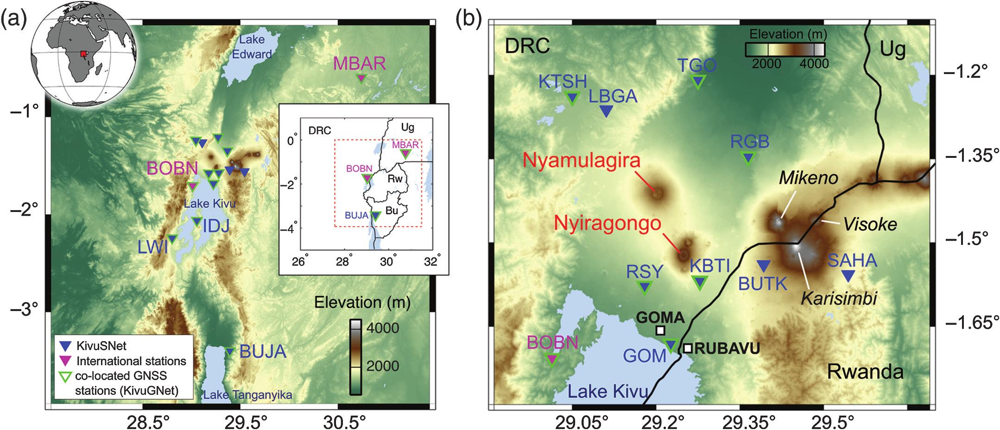 (a)
Lake
Edward
MBAR
−1°
−2°
−3°
BOBN
Lake Kivu
IDJ
LWI
BUJA
Lake Tanganyika
KivuSNet
International stations
co-located GNSS
stations (KivuGNet)
Elevation (m)
4000
2000
28.5°
29.5°
30.5°
DRC
Ug
MBAR
BOBN
Rw
Bu
BUJA
0°
−2°
−4°
26°
28°
30°
32°
(b)
DRC
Elevation (m)
2000
4000
Ug
TGO
KTSH
LBGA
RGB
Nyamulagira
Mikeno
Nyiragongo
Visoke
RSY
KBTI
SAHA
BUTK
Karisimbi
GOMA
BOBN
GOM
RUBAVU
Rwanda
Lake Kivu
−1.2°
−1.35°
−1.5°
−1.65°
29.05°
29.2°
29.35°
29.5°